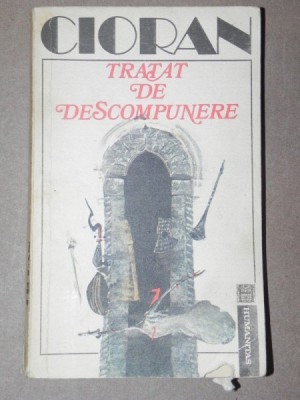 CIORAN
TRATAT
DE
DESCOMPUNERE
HUMANITAS